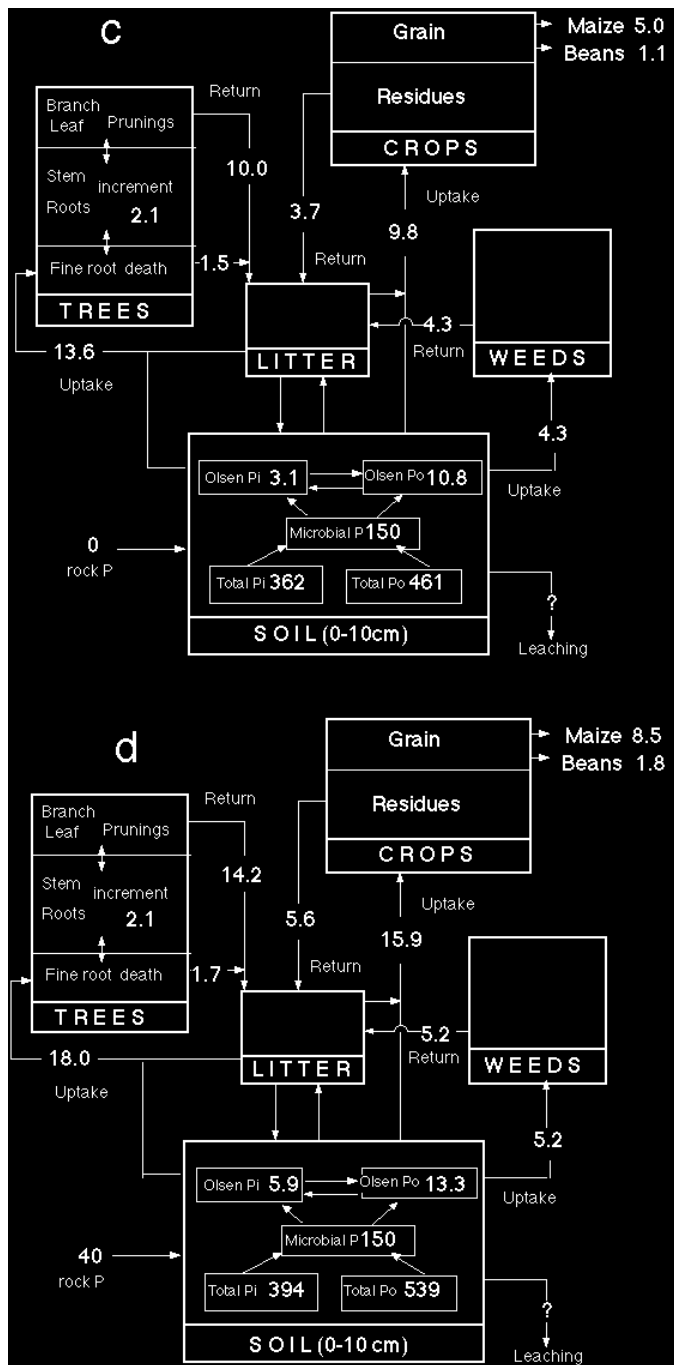 c
Grain
Maize 5.0
Beans 1.1
Return
Branch
Leaf Prunings
Residues
CROPS
10.0
Stem
increment
Roots
2.1
3.7
Uptake
9.8
Fine root death
1.5
Return
TREES
13.6
Uptake
LITTER
4.3
Return
WEEDS
4.3
Uptake
Olsen Pi 3.1
Olsen Po 10.8
Microbial P 150
0
rock P
Total Pi 362
Total Po 461
SOIL (0-10cm)
?
Leaching
d
Grain
Maize 8.5
Beans 1.8
Return
Branch
Leaf Prunings
Residues
CROPS
14.2
Stem
increment
Roots
2.1
5.6
Uptake
15.9
Fine root death
1.7
Return
TREES
18.0
Uptake
LITTER
5.2
Return
WEEDS
5.2
Uptake
Olsen Pi 5.9
Olsen Po 13.3
Microbial P 150
40
rock P
Total Pi 394
Total Po 539
SOIL (0-10 cm)
?
Leaching